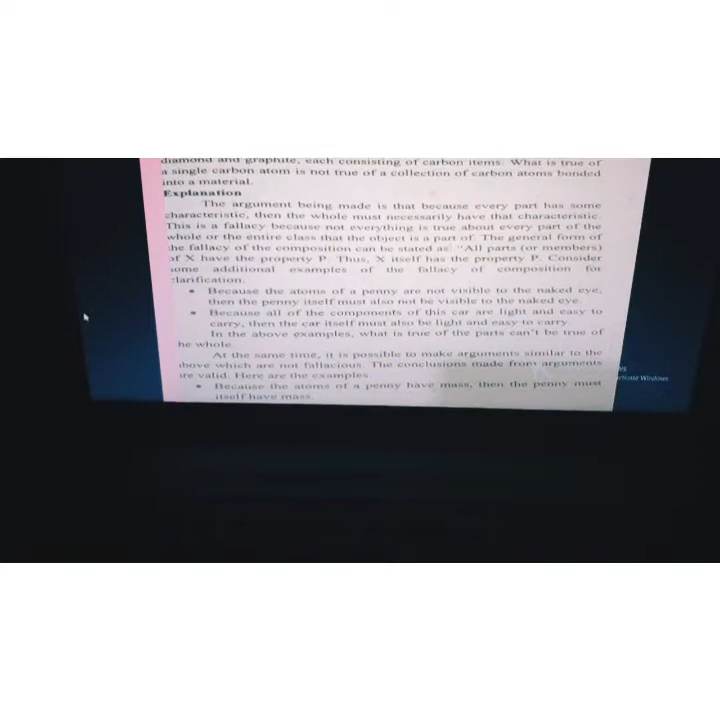 diamond and graphite, each consisting of carbon items. What is true of
a single carbon atom is not true of a collection of carbon atoms bonded
into a material.
Explanation
The argument being made is that because every part has some
characteristic, then the whole must necessarily have that characteristic.
This is a fallacy because not everything is true about every part of the
whole or the entire class that the object is a part of. The general form of
the fallacy of the composition can be stated as: "All parts (or members)
of X have the property P. Thus, X itself has the property P. Consider
some additional examples of the fallacy of composition for
clarification.
• Because the atoms of a penny are not visible to the naked eye,
then the penny itself must also not be visible to the naked eye.
• Because all of the components of this car are light and easy to
carry, then the car itself must also be light and easy to carry
In the above examples, what is true of the parts can't be true of
he whole.
At the same time, it is possible to make arguments similar to the
above which are not fallacious. The conclusions made from arguments
are valid. Here are the examples.
• Because the atoms of a penny have mass, then the penny must
itself have mass.
ctivate Windows